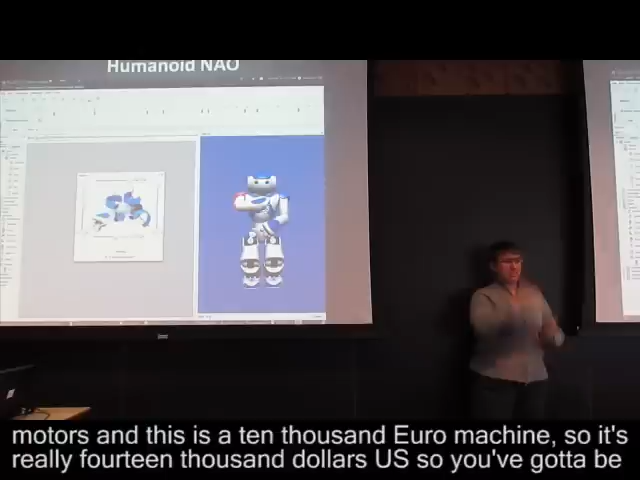 Humanoid NAO
motors and this is a ten thousand Euro machine, so it's
really fourteen thousand dollars US so you've gotta be